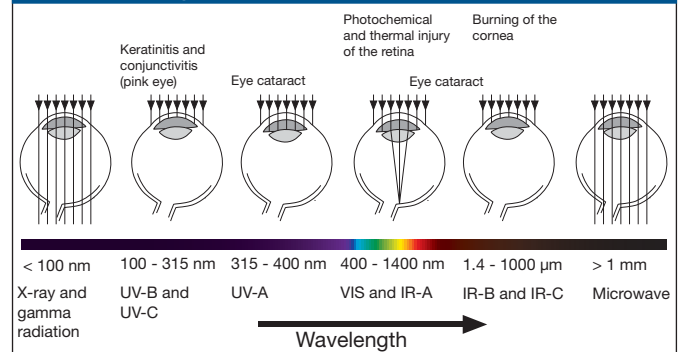 Photochemical
and thermal injury
of the retina
Burning of the
cornea
Keratinitis and
conjunctivitis
(pink eye)
Eye cataract
Eye cataract
< 100 nm
100 - 315 nm
315 - 400 nm
400 - 1400 nm
1.4 - 1000 µm
> 1 mm
X-ray and
gamma
radiation
UV-B and
UV-C
UV-A
VIS and IR-A
IR-B and IR-C
Microwave
Wavelength